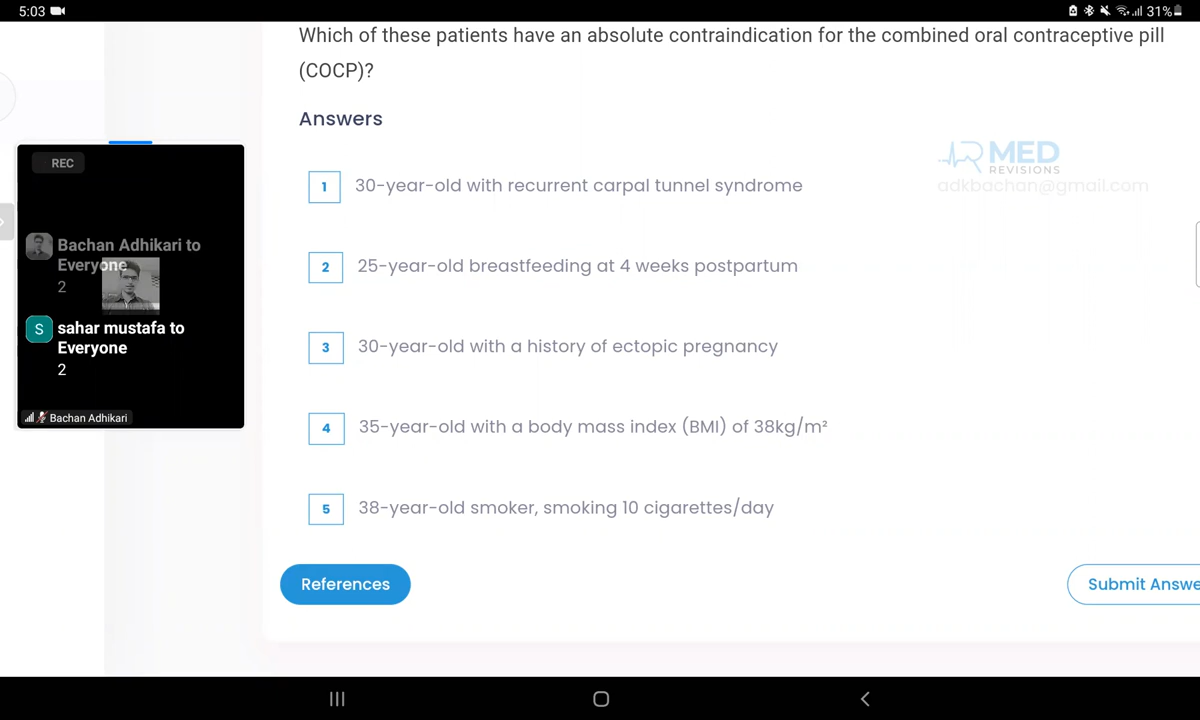 5:03
31%
Which of these patients have an absolute contraindication for the combined oral contraceptive pill
(COCP)?
Answers
MED
REVISIONS
adkbachan@gmail.com
1 30-year-old with recurrent carpal tunnel syndrome
2 25-year-old breastfeeding at 4 weeks postpartum
3 30-year-old with a history of ectopic pregnancy
4 35-year-old with a body mass index (BMI) of 38kg/m²
5 38-year-old smoker, smoking 10 cigarettes/day
References
Submit Answe
REC
Bachan Adhikari to
Everyone
2
S sahar mustafa to
Everyone
2
Bachan Adhikari